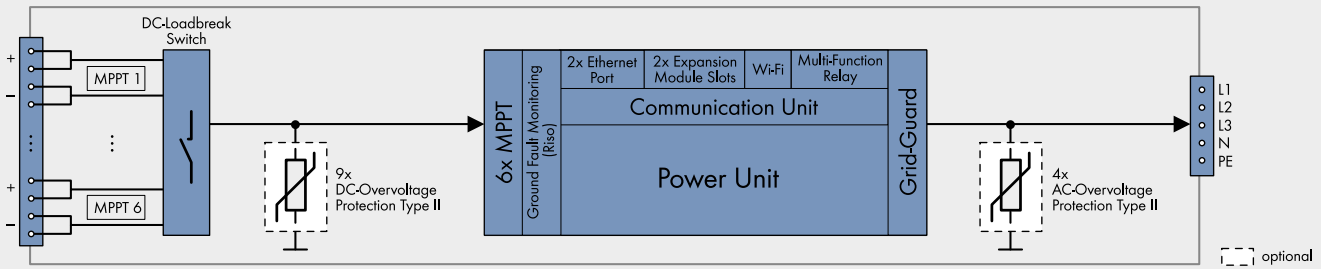 DC-Loadbreak
Switch
+
MPPT 1
–
...
...
+
MPPT 6
–
9x
DC-Overvoltage
Protection Type II
6x MPPT
Ground Fault Monitoring
(Riso)
2x Ethernet
Port
2x Expansion
Module Slots
Wi-Fi
Multi-Function
Relay
Communication Unit
Power Unit
Grid-Guard
4x
AC-Overvoltage
Protection Type II
L1
L2
L3
N
PE
optional